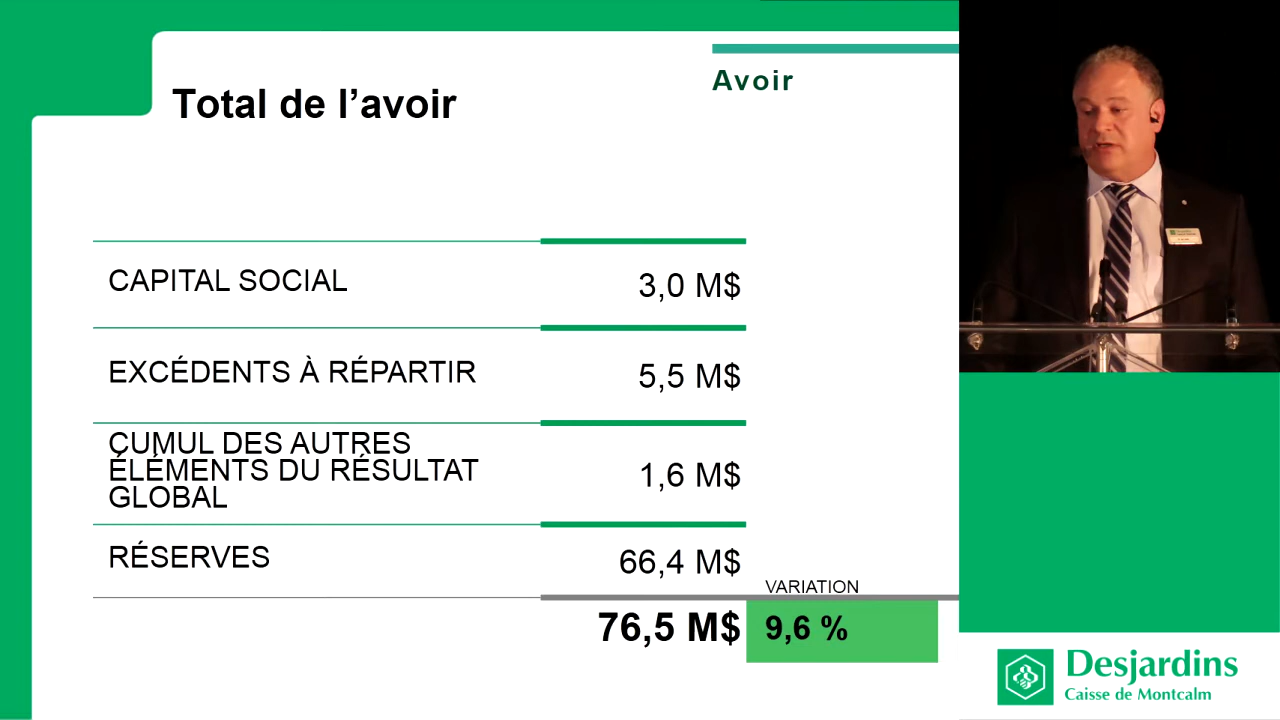 Avoir
Total de l’avoir
CAPITAL SOCIAL
3,0 M$
EXCÉDENTS À RÉPARTIR
5,5 M$
CUMUL DES AUTRES
ÉLÉMENTS DU RÉSULTAT
GLOBAL
1,6 M$
RÉSERVES
66,4 M$
VARIATION
76,5 M$
9,6 %
Desjardins
Caisse de Montcalm